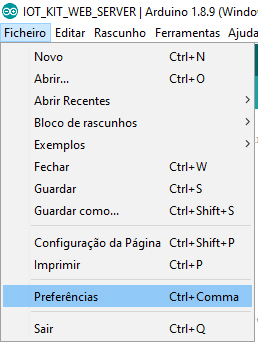 IOT_KIT_WEB_SERVER | Arduino 1.8.9 (Window
Ficheiro Editar Rascunho Ferramentas Ajuda
Novo Ctrl+N
Abrir... Ctrl+O
Abrir Recentes
Bloco de rascunhos
Exemplos
Fechar Ctrl+W
Guardar Ctrl+S
Guardar como... Ctrl+Shift+S
Configuração da Página Ctrl+Shift+P
Imprimir Ctrl+P
Preferências Ctrl+Comma
Sair Ctrl+Q